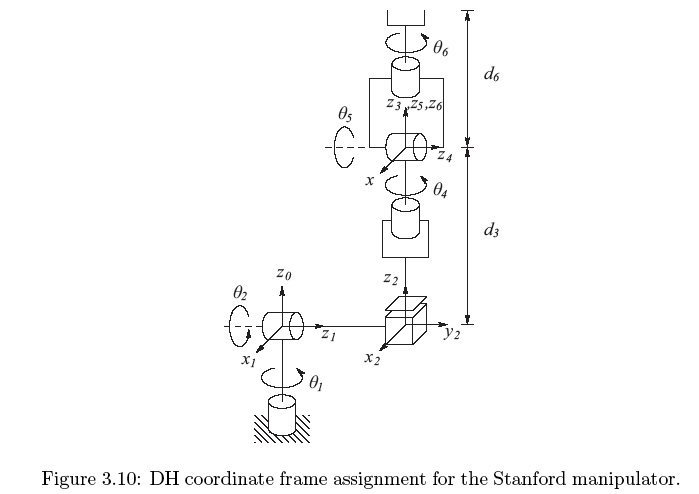 θ6
d6
z3 ,z5,z6
θ5
z4
x
θ4
d3
z2
z0
θ2
z1
y2
x1
x2
θ1
Figure 3.10: DH coordinate frame assignment for the Stanford manipulator.